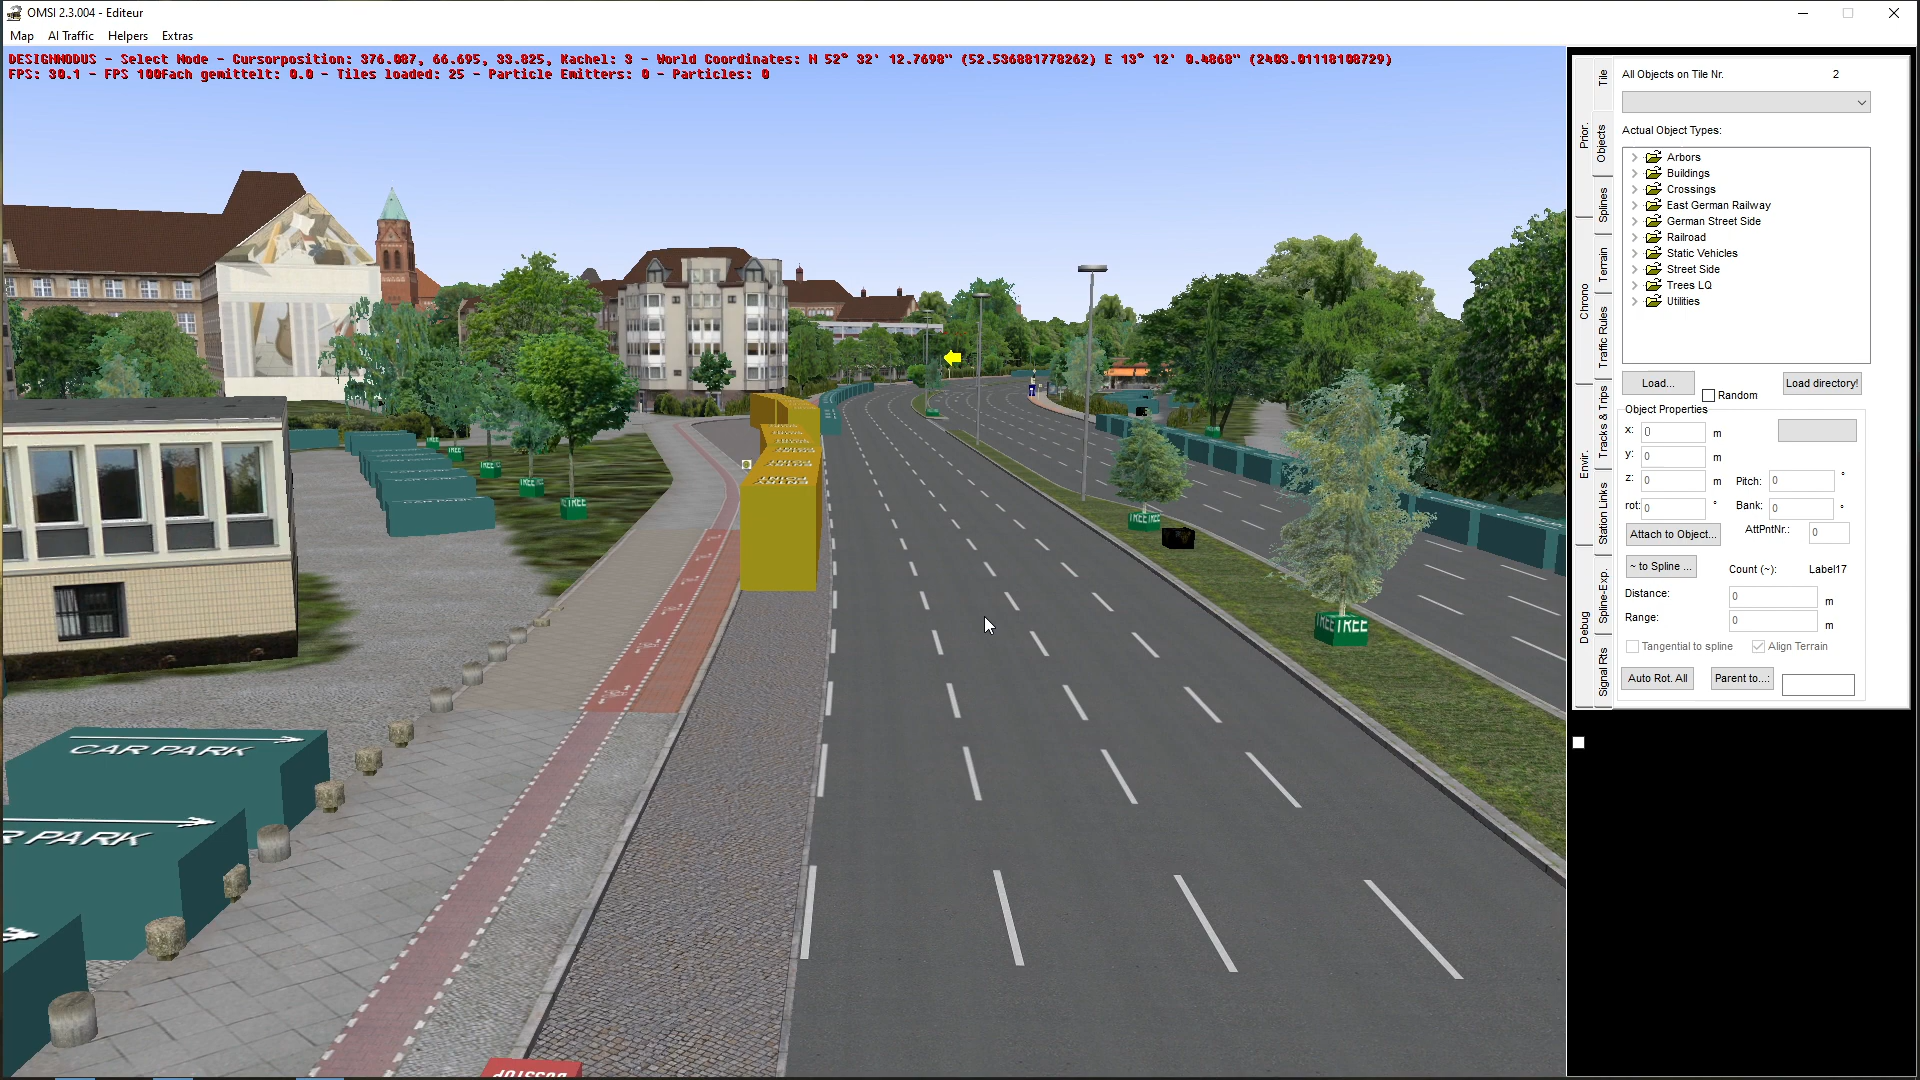 OMSI 2.3.004 - Editeur
Map AI Traffic Helpers Extras
DESIGNMODUS - Select Node - Cursorposition: 376.087, 66.695, 33.825, Kachel: 3 - World Coordinates: N 52° 32' 12.7698" (52.536881778262) E 13° 12' 0.4868" (2403.01118108729)
FPS: 30.1 - FPS 100fach gemittelt: 0.0 - Tiles loaded: 25 - Particle Emitters: 0 - Particles: 0
Tile
Objects
Splines
Terrain
Traffic Rules
Tracks & Trips
Station Links
Spline-Exp.
Signal Rts
Prior.
Chrono
Envir.
Debug
All Objects on Tile Nr. 2
Actual Object Types:
Arbors
Buildings
Crossings
East German Railway
German Street Side
Railroad
Static Vehicles
Street Side
Trees LQ
Utilities
Load... Random Load directory!
Object Properties
x: 0 m
y: 0 m
z: 0 m Pitch: 0 °
rot: 0 ° Bank: 0 °
Attach to Object... AttPntNr.: 0
~ to Spline ... Count (~): Label17
Distance: 0 m
Range: 0 m
Tangential to spline Align Terrain
Auto Rot. All Parent to...:
TREE
TREE
TREE
TREE
TREE
TREETREE
TREETREE
CAR PARK
R PARK